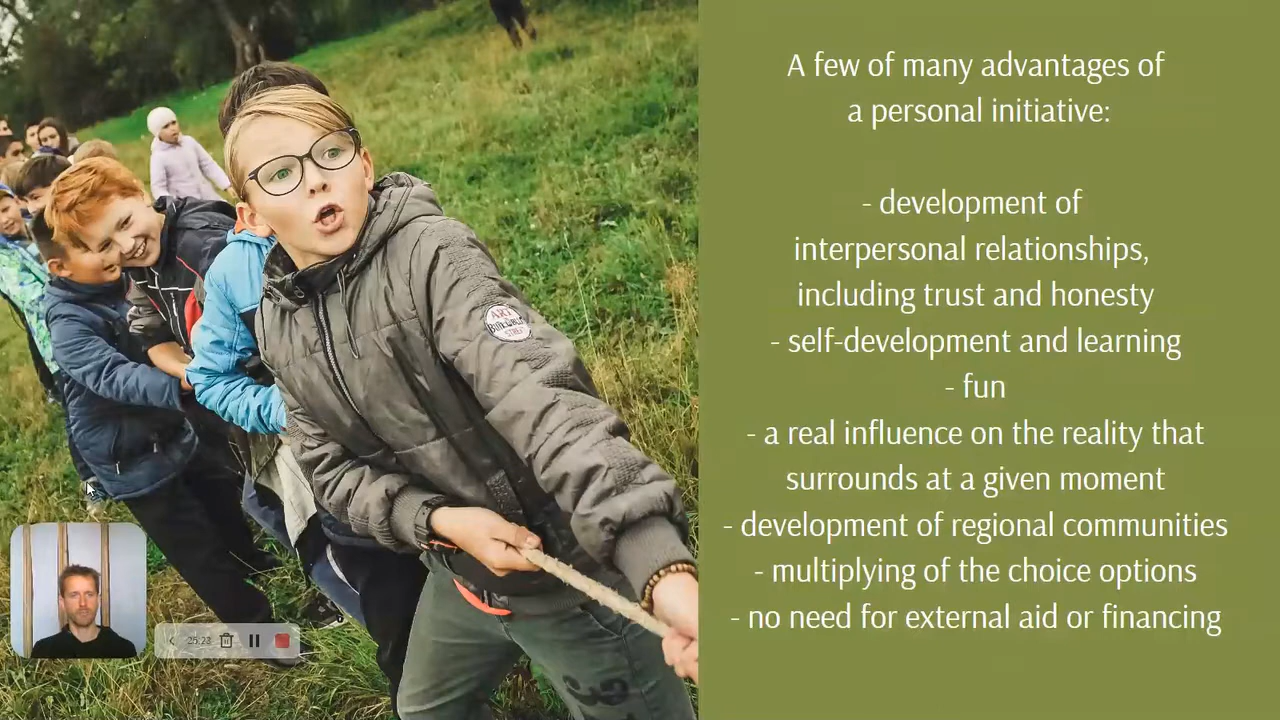 A few of many advantages of
a personal initiative:
- development of
interpersonal relationships,
including trust and honesty
- self-development and learning
- fun
- a real influence on the reality that
surrounds at a given moment
- development of regional communities
- multiplying of the choice options
- no need for external aid or financing
ART
STREET
25:23